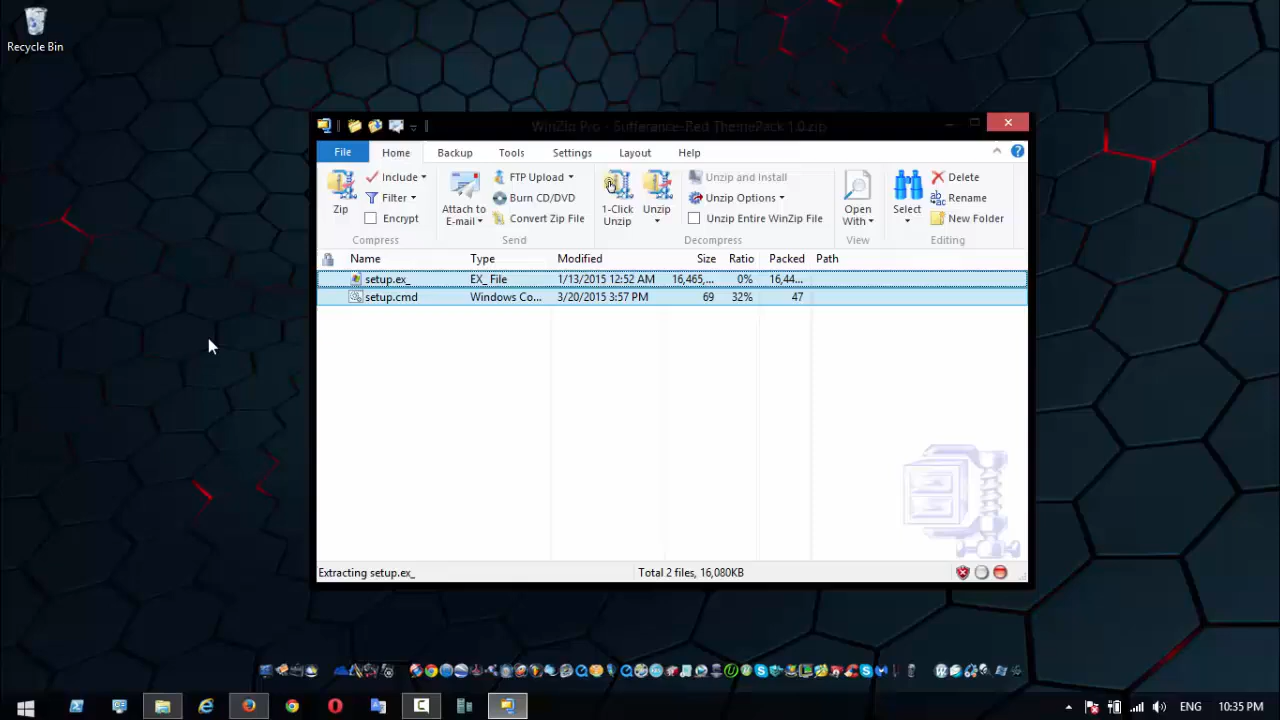 Recycle Bin
WinZip Pro - Sufferance-Red ThemePack 1.0.zip
File Home Backup Tools Settings Layout Help
Zip
Include
Filter
Encrypt
Compress
Attach to E-mail
FTP Upload
Burn CD/DVD
Convert Zip File
Send
1-Click Unzip
Unzip
Unzip and Install
Unzip Options
Unzip Entire WinZip File
Decompress
Open With
View
Select
Delete
Rename
New Folder
Editing
Name Type Modified Size Ratio Packed Path
setup.ex_ EX_ File 1/13/2015 12:52 AM 16,465,... 0% 16,44...
setup.cmd Windows Co... 3/20/2015 3:57 PM 69 32% 47
Extracting setup.ex_ Total 2 files, 16,080KB
ENG 10:35 PM